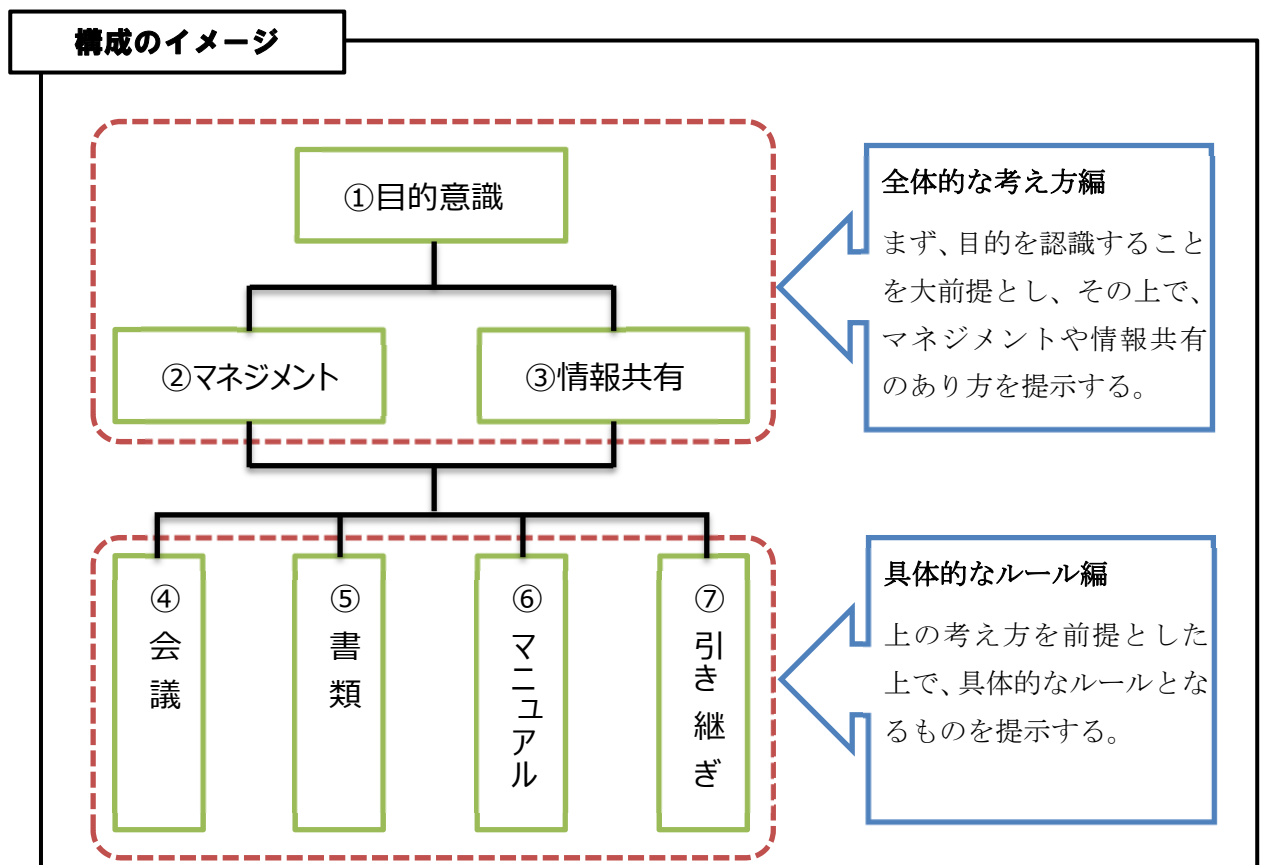 構成のイメージ
①目的意識
②マネジメント
③情報共有
全体的な考え方編
まず、目的を認識すること
を大前提とし、その上で、
マネジメントや情報共有
のあり方を提示する。
④会議
⑤書類
⑥マニュアル
⑦引き継ぎ
具体的なルール編
上の考え方を前提とした
上で、具体的なルールとな
るものを提示する。